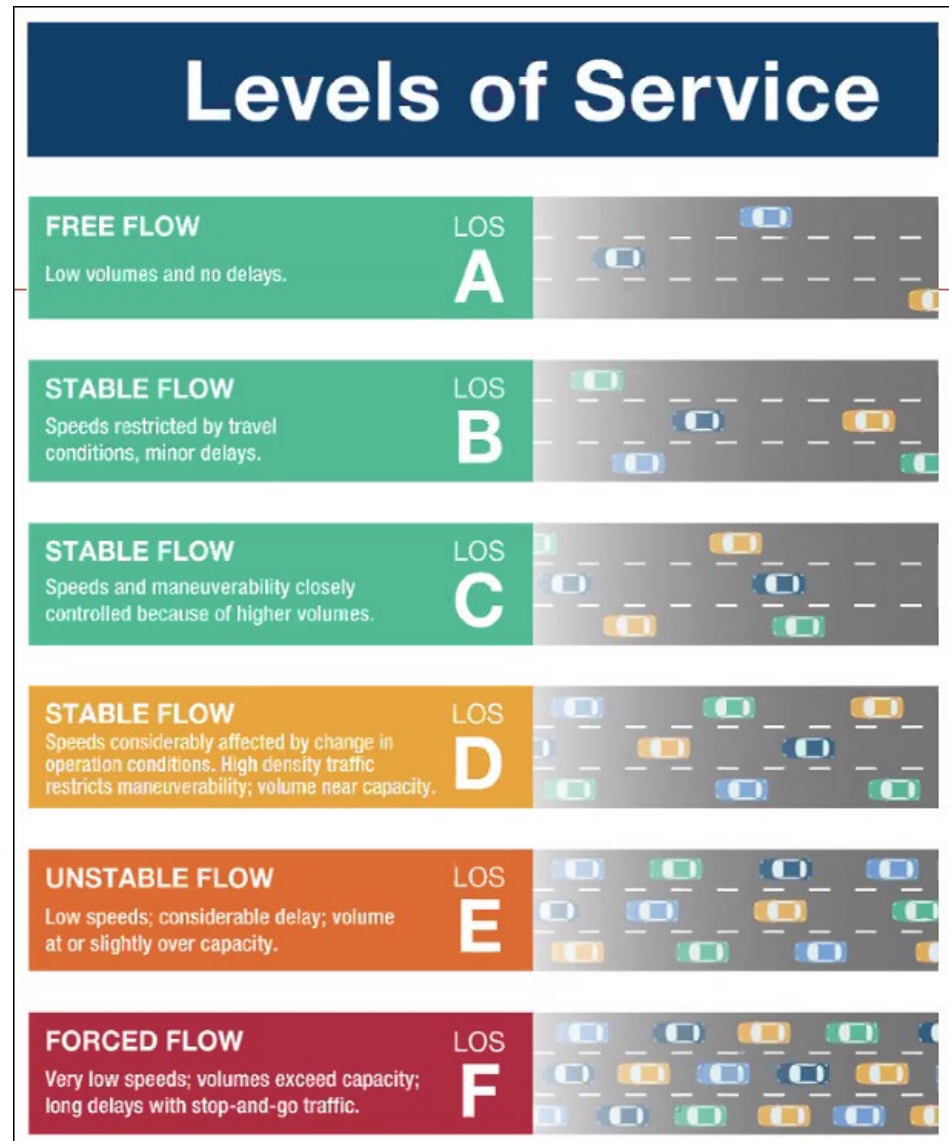 Levels of Service
FREE FLOW
LOS
A
Low volumes and no delays.
STABLE FLOW
LOS
B
Speeds restricted by travel
conditions, minor delays.
STABLE FLOW
LOS
C
Speeds and maneuverability closely
controlled because of higher volumes.
STABLE FLOW
LOS
D
Speeds considerably affected by change in
operation conditions. High density traffic
restricts maneuverability; volume near capacity.
UNSTABLE FLOW
LOS
E
Low speeds; considerable delay; volume
at or slightly over capacity.
FORCED FLOW
LOS
F
Very low speeds; volumes exceed capacity;
long delays with stop-and-go traffic.